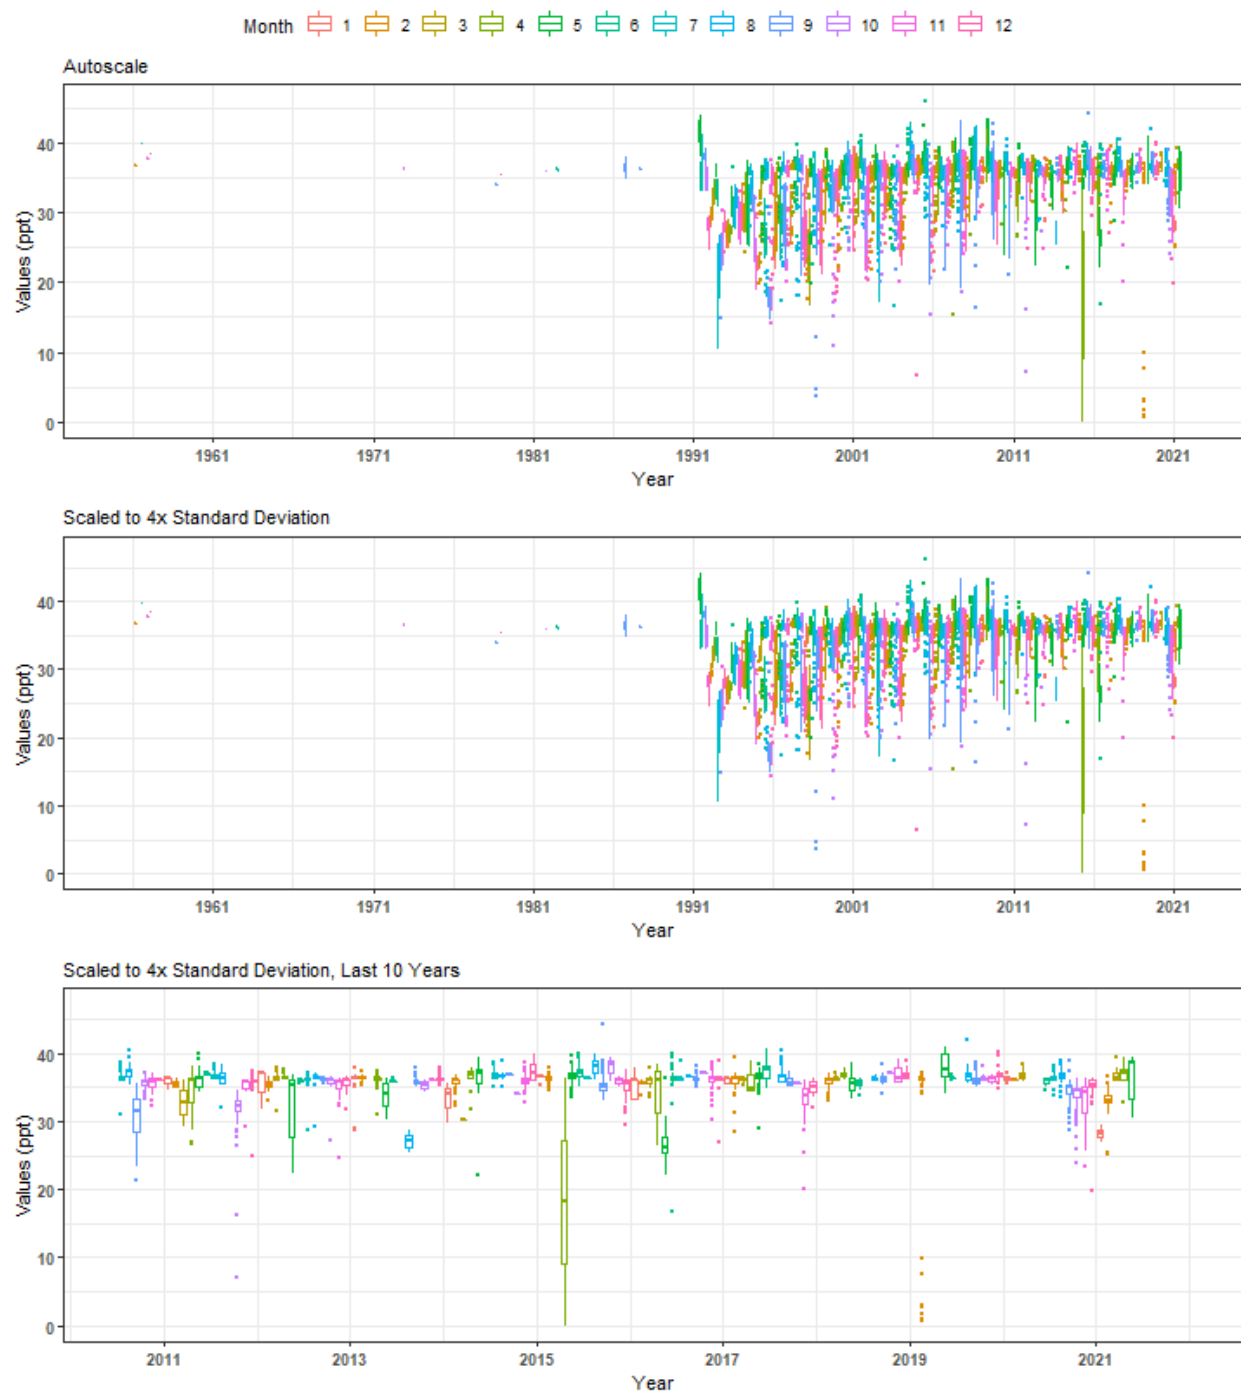 Month 1 2 3 4 5 6 7 8 9 10 11 12
Autoscale
Values (ppt)
40
30
20
10
0
1961 1971 1981 1991 2001 2011 2021
Year
Scaled to 4x Standard Deviation
Values (ppt)
40
30
20
10
0
1961 1971 1981 1991 2001 2011 2021
Year
Scaled to 4x Standard Deviation, Last 10 Years
Values (ppt)
40
30
20
10
0
2011 2013 2015 2017 2019 2021
Year